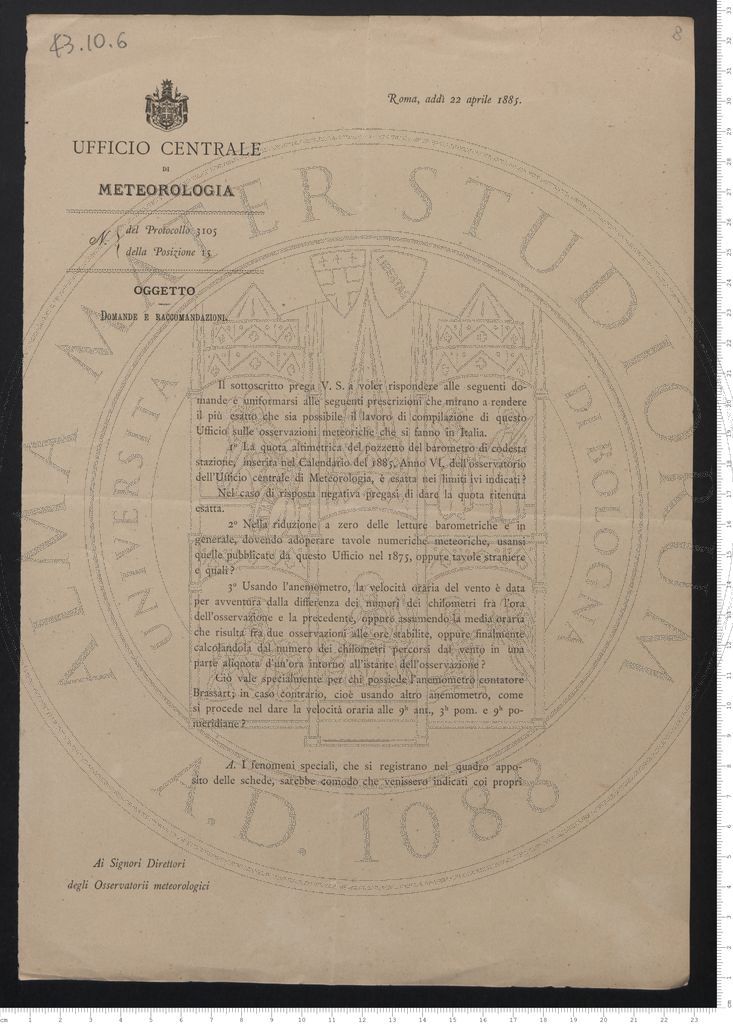 43.10.6
8
Roma, addì 22 aprile 1885.
UFFICIO CENTRALE
DI
METEOROLOGIA
N. del Protocollo 3105
della Posizione 15
OGGETTO
DOMANDE E RACCOMANDAZIONI.
Il sottoscritto prega V. S. a voler rispondere alle seguenti do-
mande e uniformarsi alle seguenti prescrizioni che mirano a rendere
il più esatto che sia possibile il lavoro di compilazione di questo
Ufficio sulle osservazioni meteoriche che si fanno in Italia.
1º La quota altimetrica del pozzetto del barometro di codesta
stazione, inserita nel Calendario del 1885, Anno VI, dell'osservatorio
dell'Ufficio centrale di Meteorologia, è esatta nei limiti ivi indicati?
Nel caso di risposta negativa pregasi di dare la quota ritenuta
esatta.
2º Nella riduzione a zero delle letture barometriche e in
generale, dovendo adoperare tavole numeriche meteoriche, usansi
quelle pubblicate da questo Ufficio nel 1875, oppure tavole straniere
e quali?
3º Usando l'anemometro, la velocità oraria del vento è data
per avventura dalla differenza dei numeri dei chilometri fra l'ora
dell'osservazione e la precedente, oppure assumendo la media oraria
che risulta fra due osservazioni alle ore stabilite, oppure finalmente
calcolandola dal numero dei chilometri percorsi dal vento in una
parte aliquota d'un'ora intorno all'istante dell'osservazione?
Ciò vale specialmente per chi possiede l'anemometro contatore
Brassart; in caso contrario, cioè usando altro anemometro, come
si procede nel dare la velocità oraria alle 9ʰ ant., 3ʰ pom. e 9ʰ po-
meridiane?
A. I fenomeni speciali, che si registrano nel quadro appo-
sito delle schede, sarebbe comodo che venissero indicati coi proprî
Ai Signori Direttori
degli Osservatorii meteorologici
ALMA MATER STUDIORUM
UNIVERSITA DI BOLOGNA
LIBERTAS
A.D. 1088